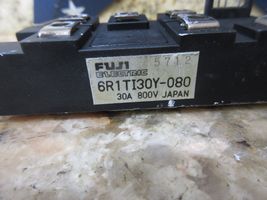 5712
FUJI
ELECTRIC
6R1TI30Y-080
30A 800V JAPAN